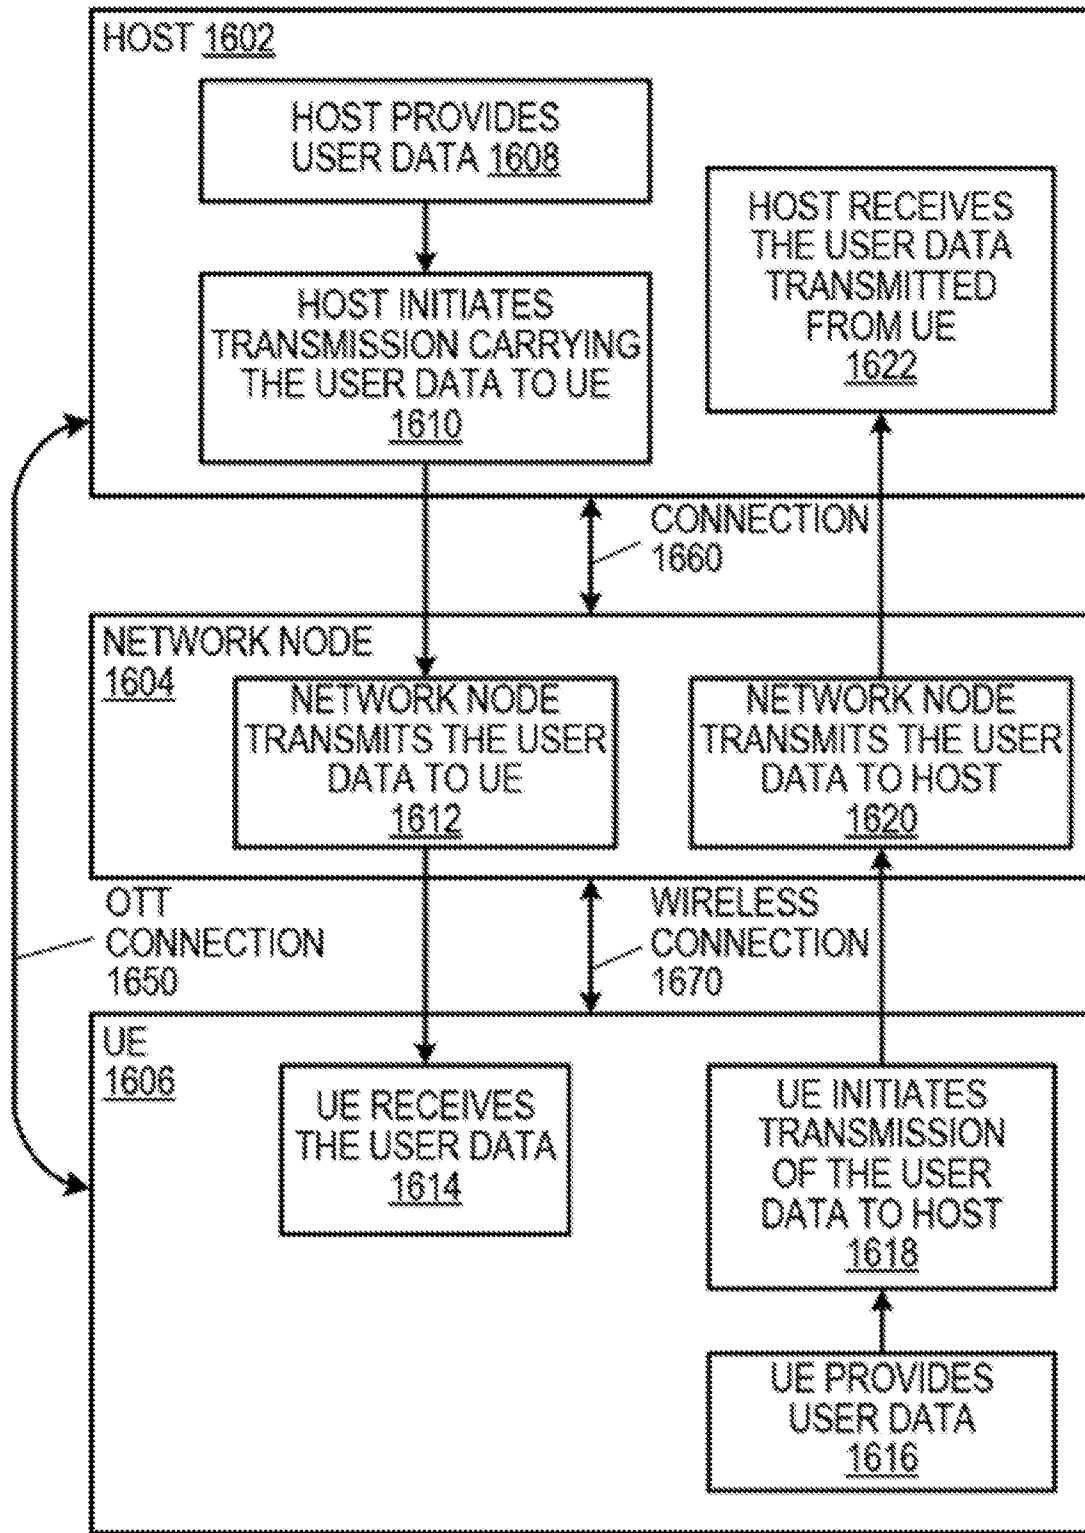 HOST 1602
HOST PROVIDES
USER DATA 1608
HOST INITIATES
TRANSMISSION CARRYING
THE USER DATA TO UE
1610
HOST RECEIVES
THE USER DATA
TRANSMITTED
FROM UE
1622
CONNECTION
1660
NETWORK NODE
1604
NETWORK NODE
TRANSMITS THE USER
DATA TO UE
1612
NETWORK NODE
TRANSMITS THE USER
DATA TO HOST
1620
OTT
CONNECTION
1650
WIRELESS
CONNECTION
1670
UE
1606
UE RECEIVES
THE USER DATA
1614
UE INITIATES
TRANSMISSION
OF THE USER
DATA TO HOST
1618
UE PROVIDES
USER DATA
1616